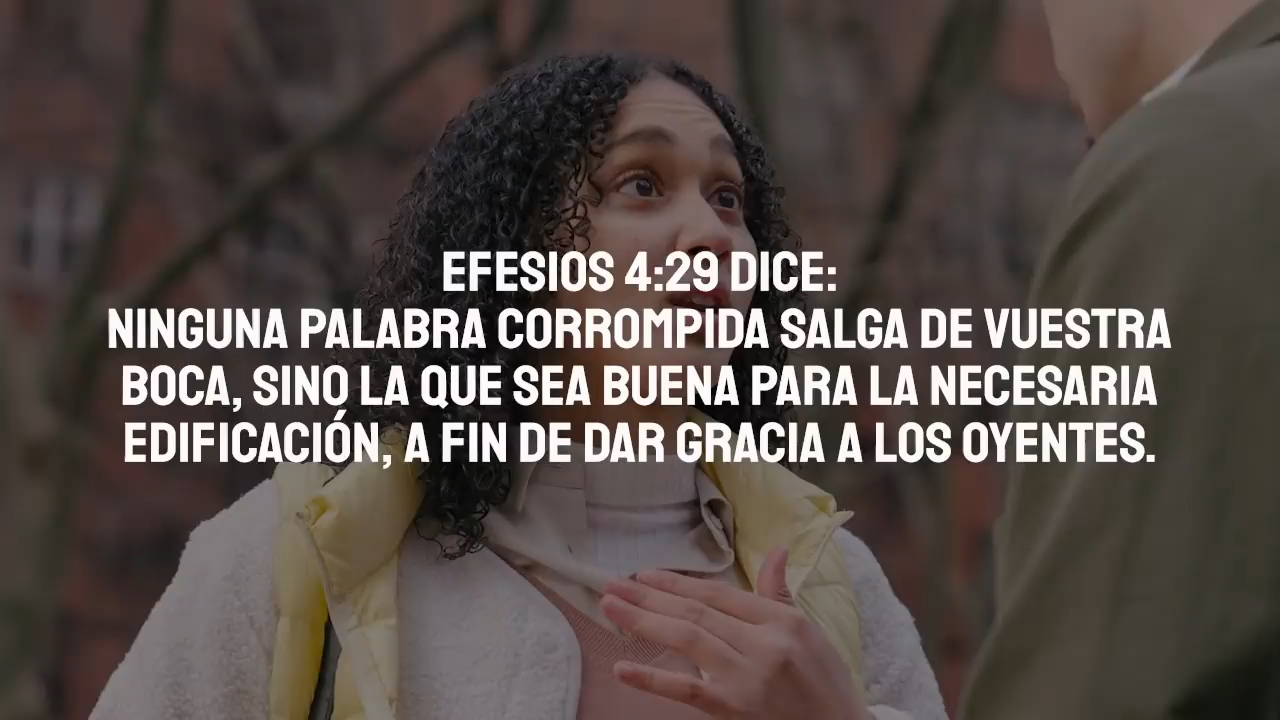 EFESIOS 4:29 DICE:
NINGUNA PALABRA CORROMPIDA SALGA DE VUESTRA
BOCA, SINO LA QUE SEA BUENA PARA LA NECESARIA
EDIFICACIÓN, A FIN DE DAR GRACIA A LOS OYENTES.